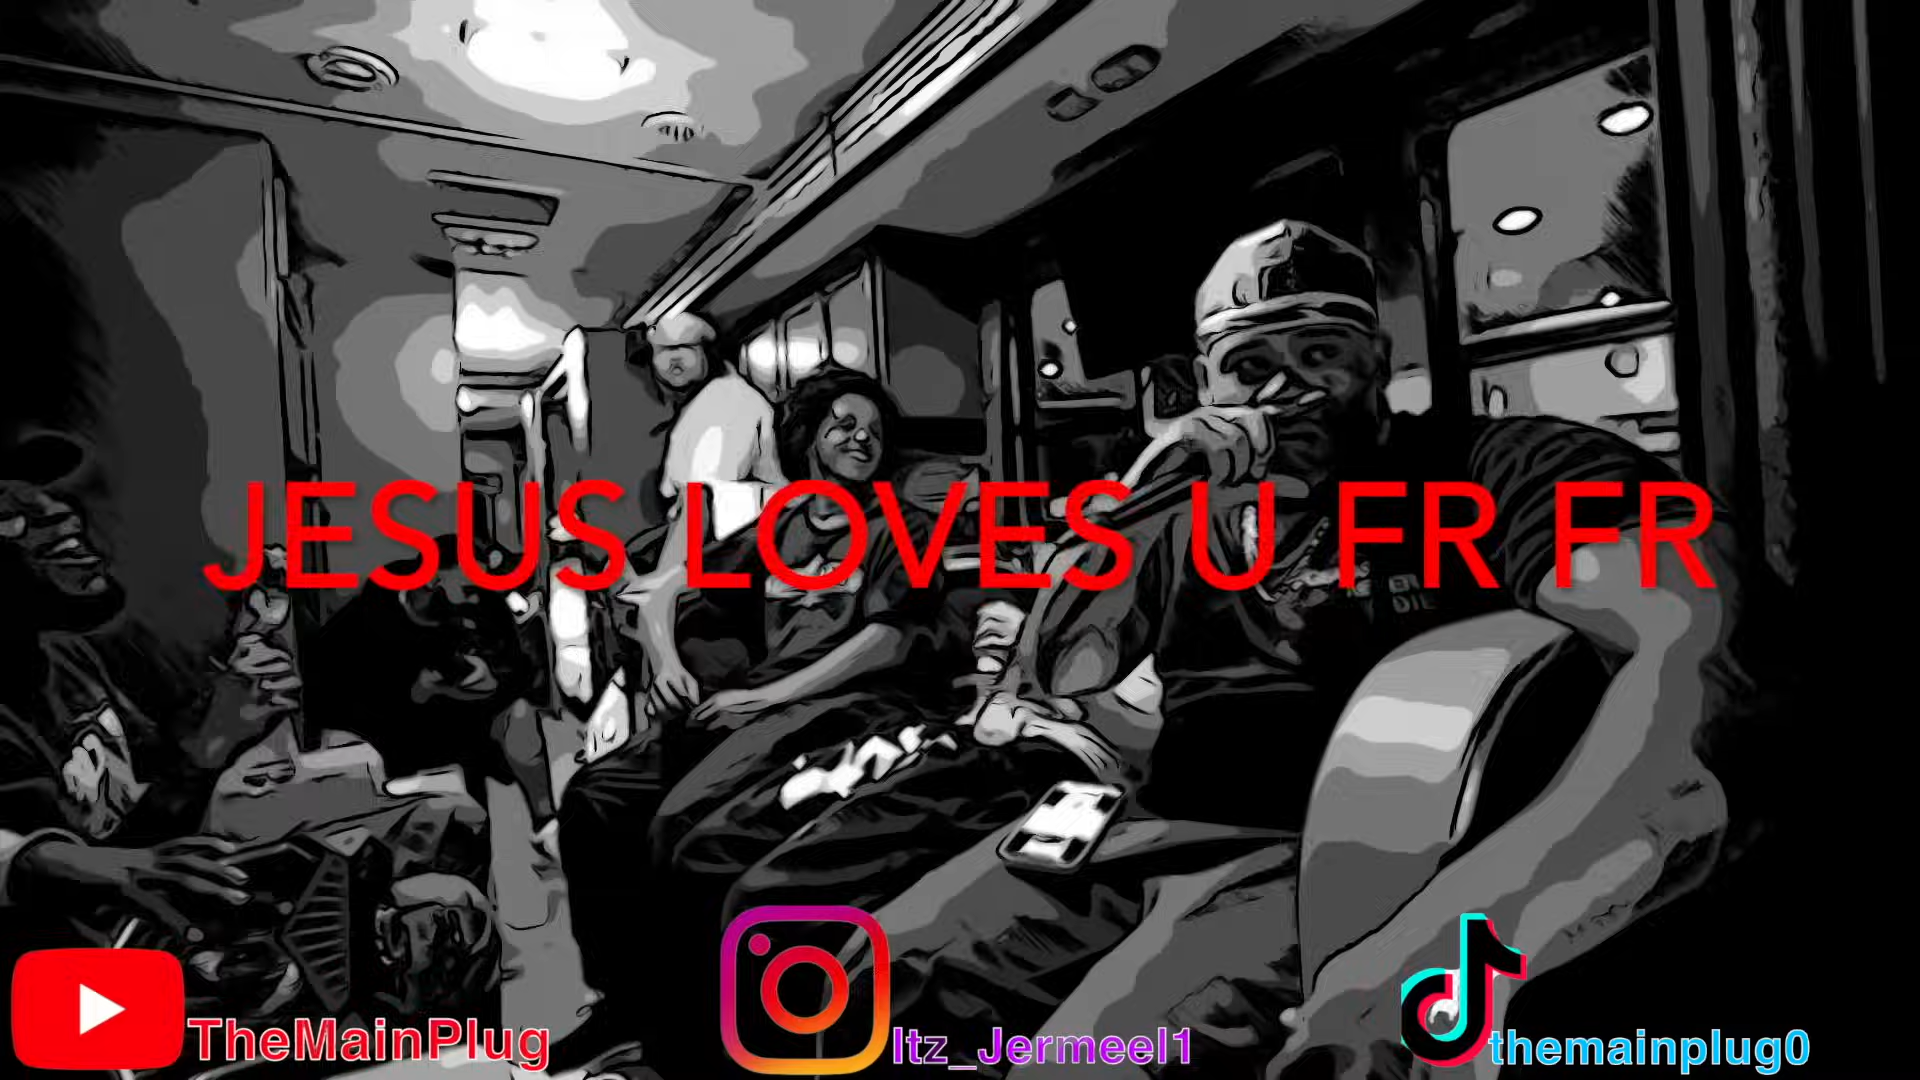 JESUS LOVES U FR FR
TheMainPlug
Itz_Jermeel1
themainplug0